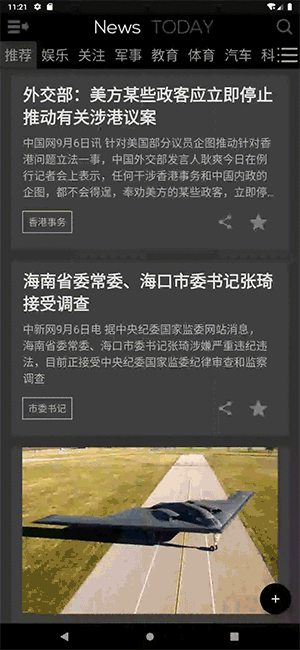 11:21
News TODAY
推荐 娱乐 关注 军事 教育 体育 汽车 科
外交部：美方某些政客应立即停止
推动有关涉港议案
中国网9月6日讯 针对美国部分议员企图推动针对香
港问题立法一事，中国外交部发言人耿爽今日在例
行记者会上表示，任何干涉香港事务和中国内政的
企图，都不会得逞，奉劝美方的某些政客，立即停...
香港事务
海南省委常委、海口市委书记张琦
接受调查
中新网9月6日电 据中央纪委国家监委网站消息，
海南省委常委、海口市委书记张琦涉嫌严重违纪违
法，目前正接受中央纪委国家监委纪律审查和监察
调查
市委书记